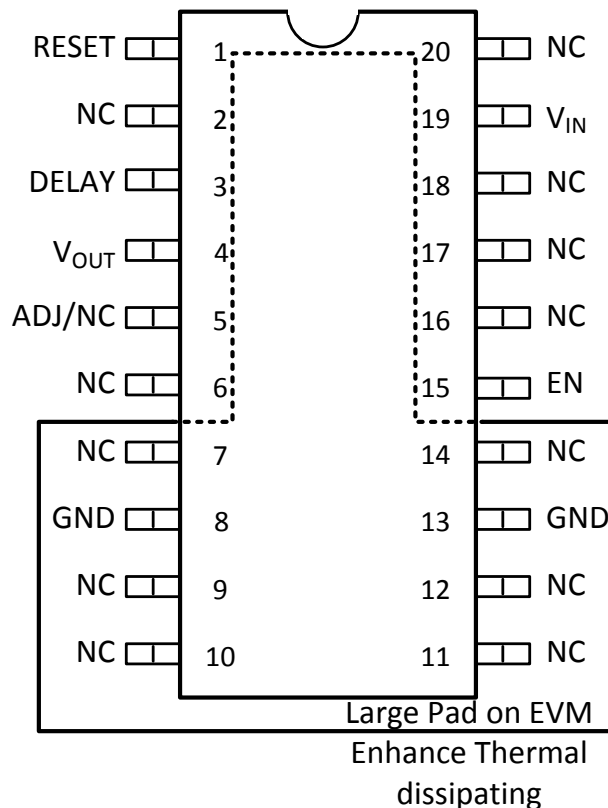 RESET 1 20 NC
NC 2 19 VIN
DELAY 3 18 NC
VOUT 4 17 NC
ADJ/NC 5 16 NC
NC 6 15 EN
NC 7 14 NC
GND 8 13 GND
NC 9 12 NC
NC 10 11 NC
Large Pad on EVM
Enhance Thermal
dissipating